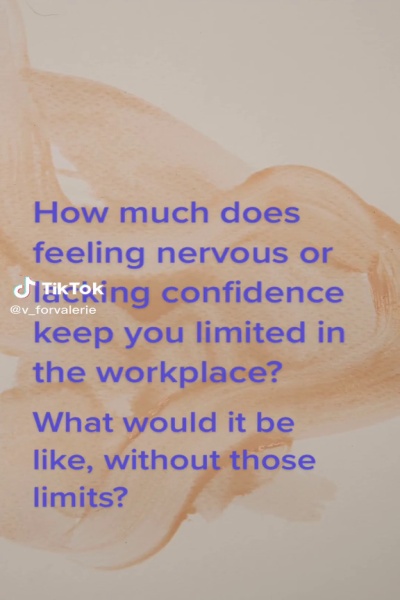 How much does
feeling nervous or
TikTok
@v_forvalerie
lacking confidence
keep you limited in
the workplace?
What would it be
like, without those
limits?